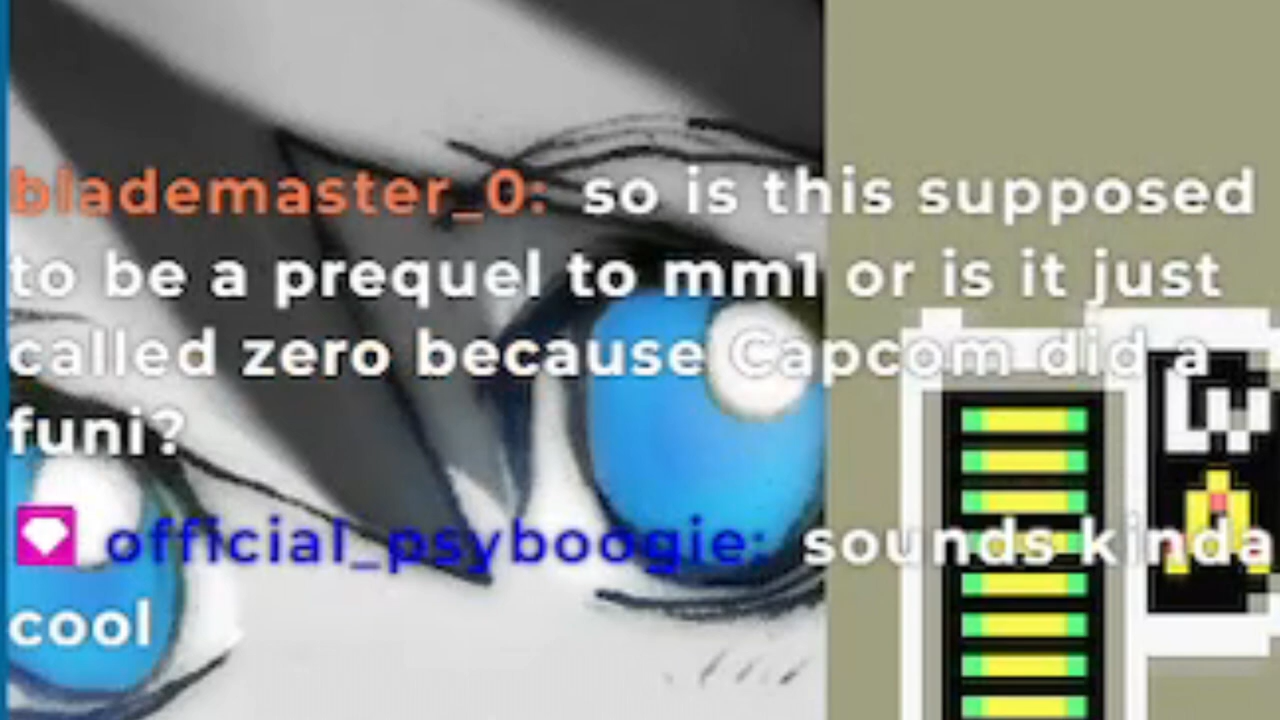 blademaster_0: so is this supposed
to be a prequel to mm1 or is it just
called zero because Capcom did a
funi?
official_psyboogie: sounds kinda
cool